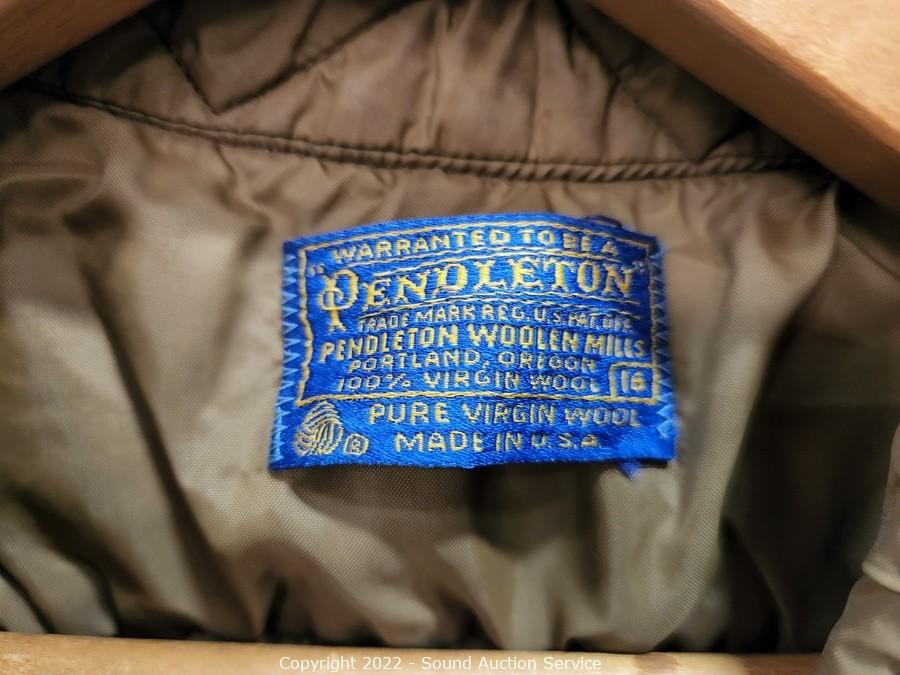 WARRANTED TO BE A
"PENDLETON"
TRADE MARK REG. U.S. PAT. OFF.
PENDLETON WOOLEN MILLS
PORTLAND, OREGON
100% VIRGIN WOOL 16
PURE VIRGIN WOOL
® MADE IN U.S.A.
Copyright 2022 - Sound Auction Service